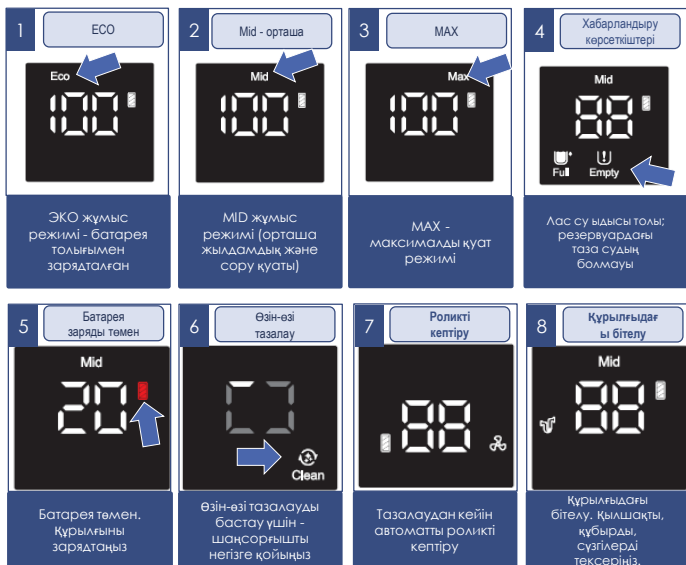 1
ECO
Eco
100
ЭКО жұмыс
режимі - батарея
толығымен
зарядталған
2
Mid - орташа
Mid
100
MID жұмыс
режимі (орташа
жылдамдық және
сору қуаты)
3
MAX
Max
100
MAX -
максималды қуат
режимі
4
Хабарландыру
көрсеткіштері
Mid
88
Full Empty
Лас су ыдысы толы;
резервуардағы
таза судың
болмауы
5
Батарея
заряды төмен
Mid
20
Батарея төмен.
Құрылғыны
зарядтаңыз
6
Өзін-өзі
тазалау
Clean
Өзін-өзі тазалауды
бастау үшін -
шаңсорғышты
негізге қойыңыз
7
Роликті
кептіру
88
Тазалаудан кейін
автоматты роликті
кептіру
8
Құрылғыдағ
ы бітелу
Mid
88
Құрылғыдағы
бітелу. Қылшақты,
құбырды,
сүзгілерді
тексеріңіз.